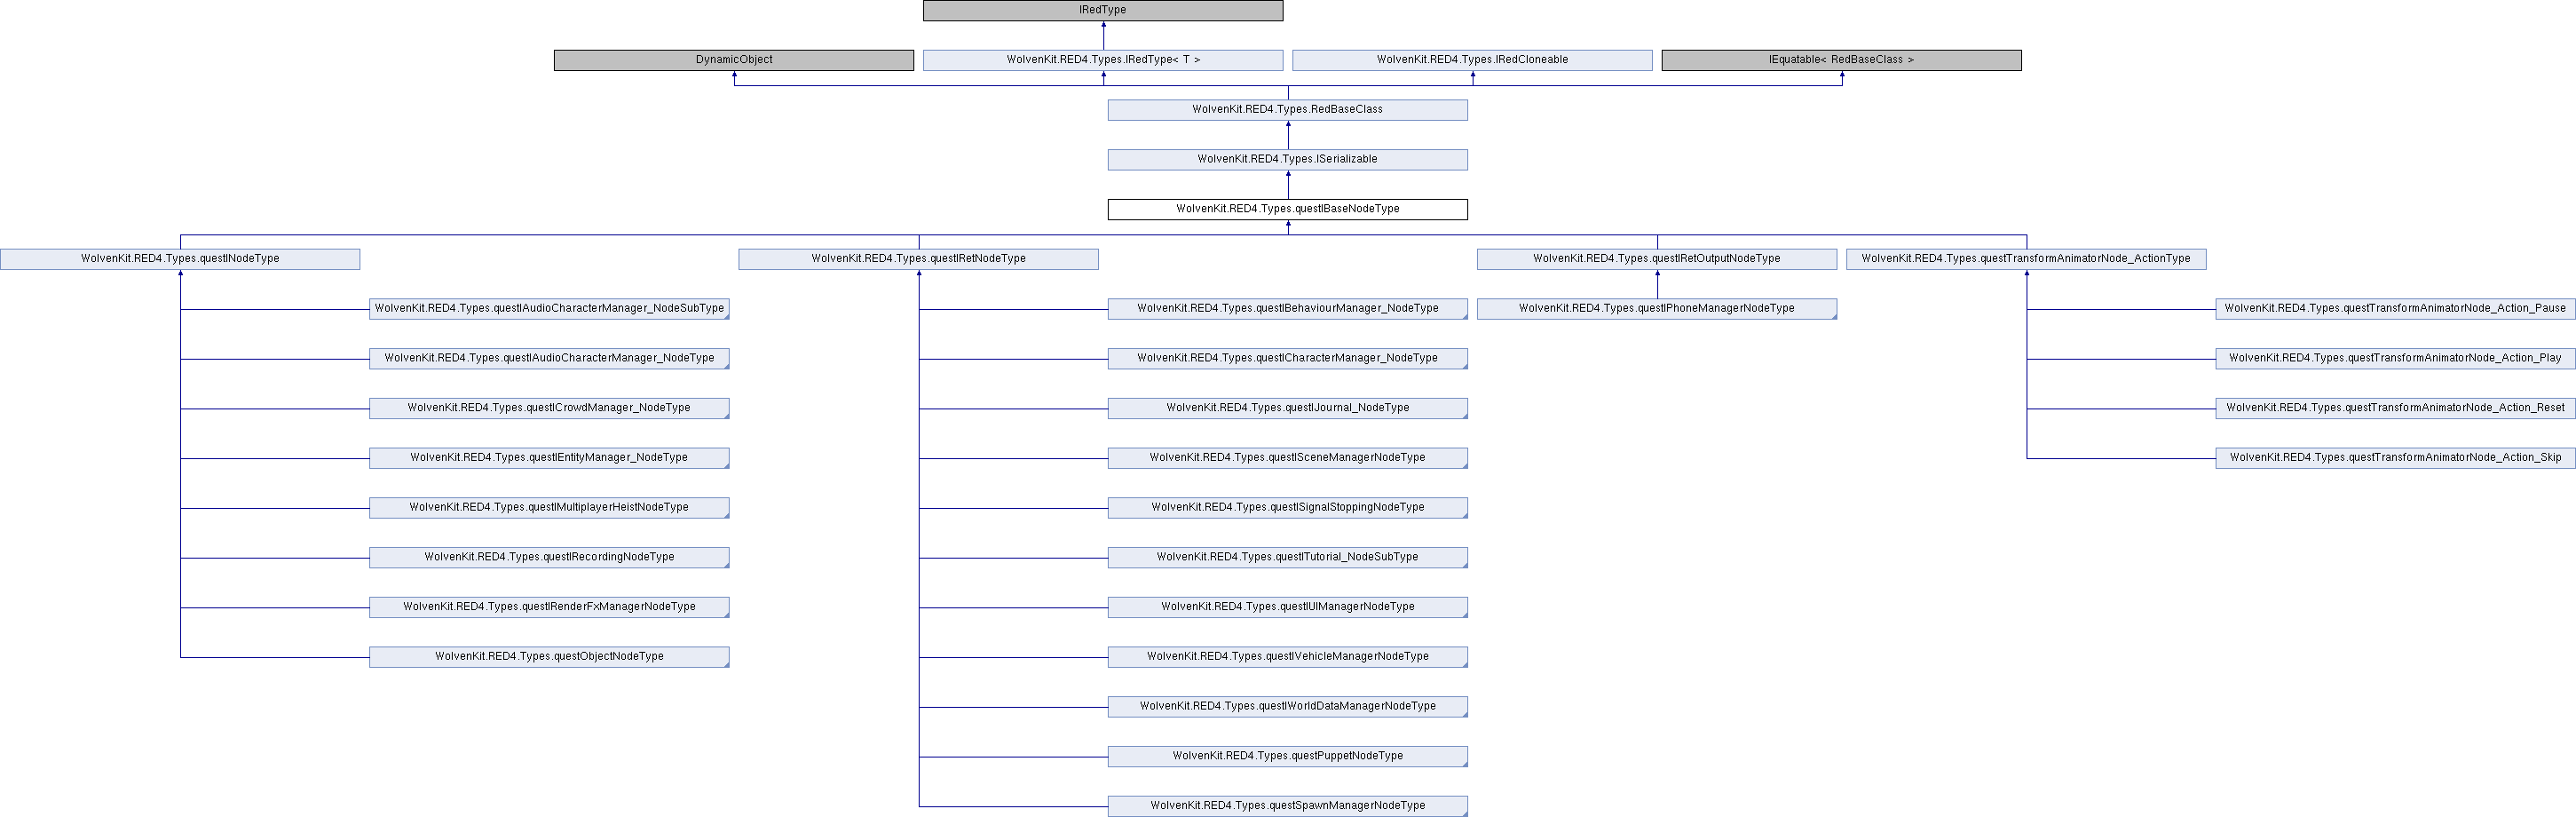 IRedType
DynamicObject
WolvenKit.RED4.Types.IRedType< T >
WolvenKit.RED4.Types.IRedCloneable
IEquatable< RedBaseClass >
WolvenKit.RED4.Types.RedBaseClass
WolvenKit.RED4.Types.ISerializable
WolvenKit.RED4.Types.questIBaseNodeType
WolvenKit.RED4.Types.questINodeType
WolvenKit.RED4.Types.questIRetNodeType
WolvenKit.RED4.Types.questIRetOutputNodeType
WolvenKit.RED4.Types.questTransformAnimatorNode_ActionType
WolvenKit.RED4.Types.questIAudioCharacterManager_NodeSubType
WolvenKit.RED4.Types.questIBehaviourManager_NodeType
WolvenKit.RED4.Types.questIPhoneManagerNodeType
WolvenKit.RED4.Types.questTransformAnimatorNode_Action_Pause
WolvenKit.RED4.Types.questIAudioCharacterManager_NodeType
WolvenKit.RED4.Types.questICharacterManager_NodeType
WolvenKit.RED4.Types.questTransformAnimatorNode_Action_Play
WolvenKit.RED4.Types.questICrowdManager_NodeType
WolvenKit.RED4.Types.questIJournal_NodeType
WolvenKit.RED4.Types.questTransformAnimatorNode_Action_Reset
WolvenKit.RED4.Types.questIEntityManager_NodeType
WolvenKit.RED4.Types.questISceneManagerNodeType
WolvenKit.RED4.Types.questTransformAnimatorNode_Action_Skip
WolvenKit.RED4.Types.questIMultiplayerHeistNodeType
WolvenKit.RED4.Types.questISignalStoppingNodeType
WolvenKit.RED4.Types.questIRecordingNodeType
WolvenKit.RED4.Types.questITutorial_NodeSubType
WolvenKit.RED4.Types.questIRenderFxManagerNodeType
WolvenKit.RED4.Types.questIUIManagerNodeType
WolvenKit.RED4.Types.questObjectNodeType
WolvenKit.RED4.Types.questIVehicleManagerNodeType
WolvenKit.RED4.Types.questIWorldDataManagerNodeType
WolvenKit.RED4.Types.questPuppetNodeType
WolvenKit.RED4.Types.questSpawnManagerNodeType